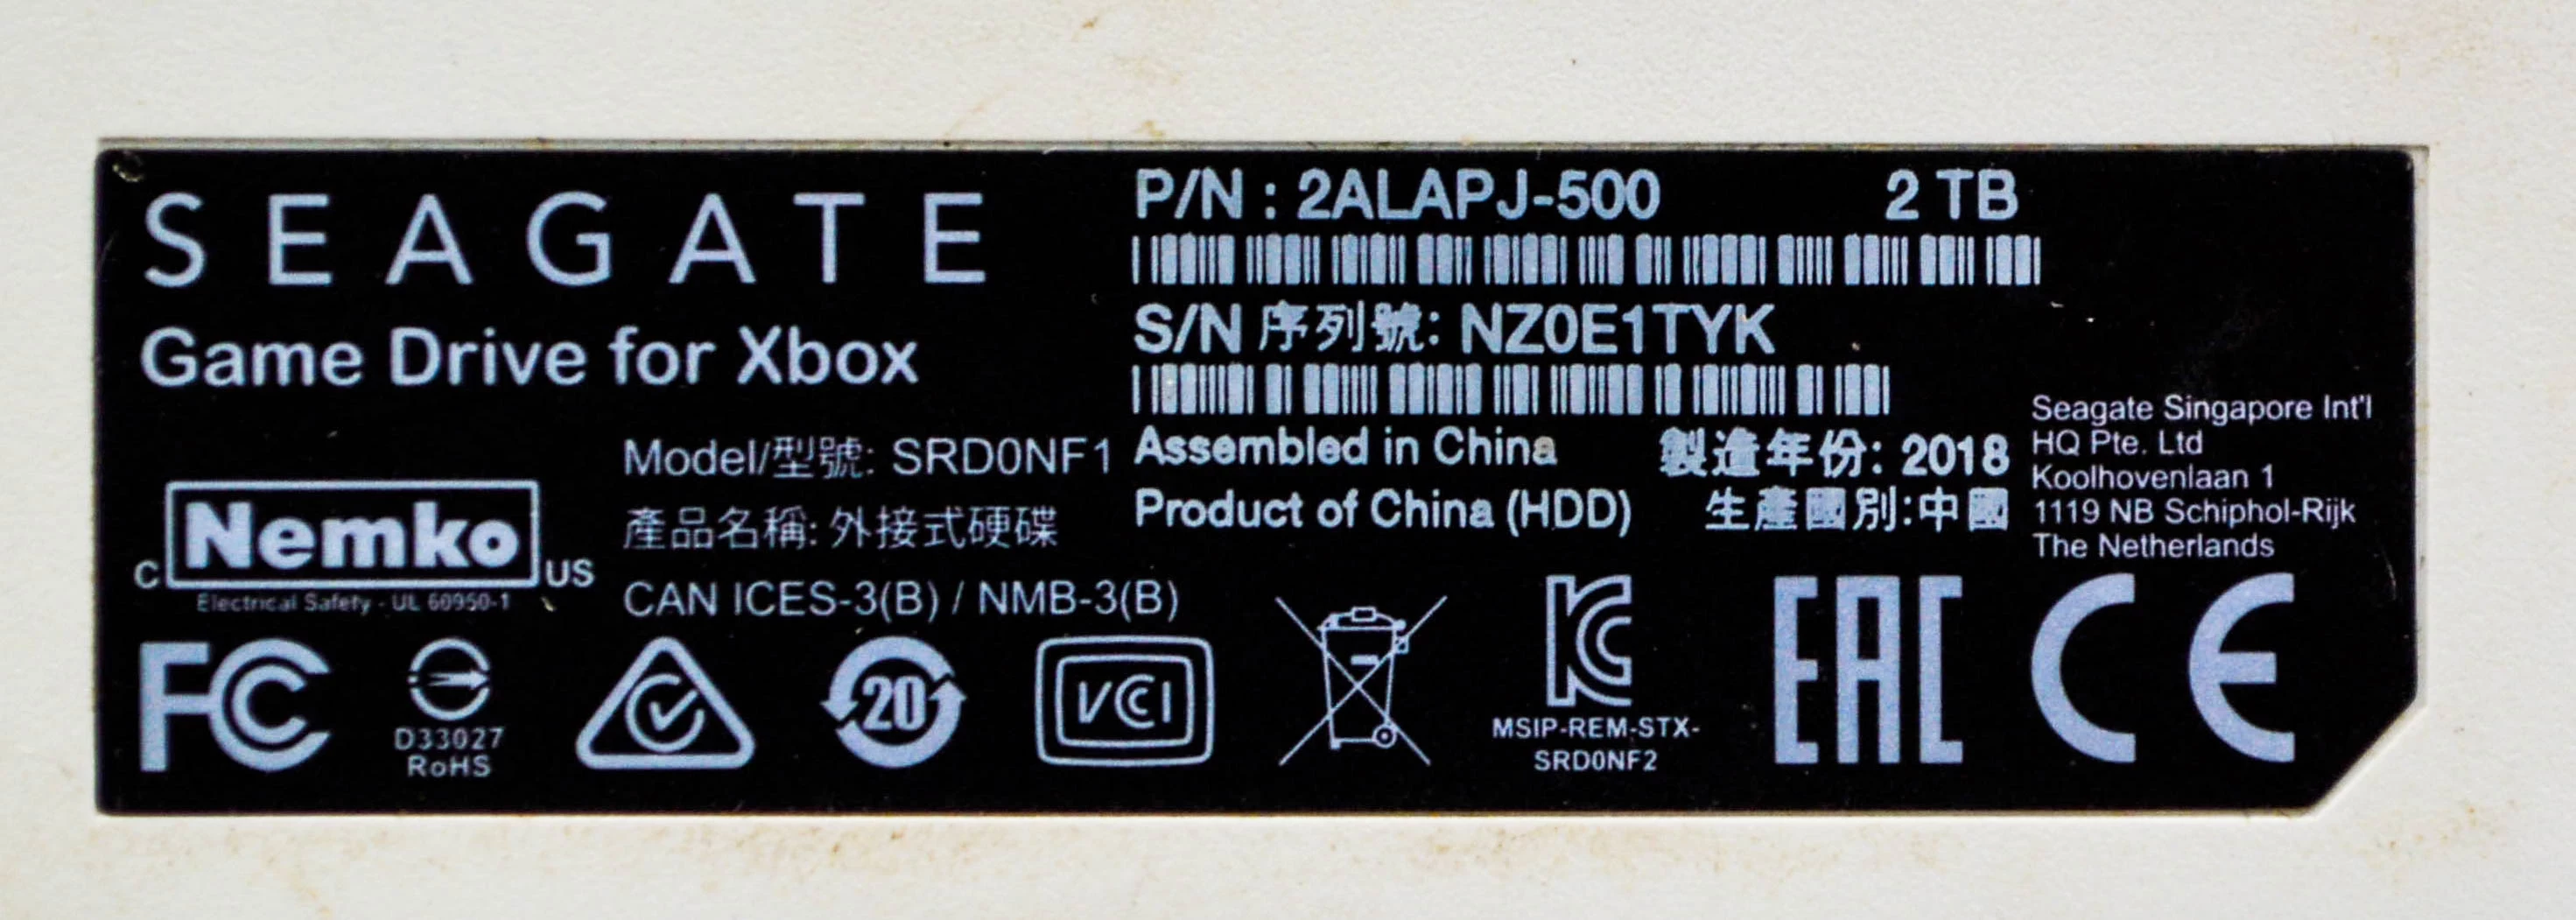 SEAGATE
Game Drive for Xbox
P/N : 2ALAPJ-500 2 TB
S/N 序列號: NZ0E1TYK
Model/型號: SRD0NF1
產品名稱: 外接式硬碟
CAN ICES-3(B) / NMB-3(B)
Assembled in China 製造年份: 2018
Product of China (HDD) 生產國別:中國
Seagate Singapore Int'l
HQ Pte. Ltd
Koolhovenlaan 1
1119 NB Schiphol-Rijk
The Netherlands
c Nemko us
Electrical Safety - UL 60950-1
FC
D33027
RoHS
20
VCI
KC
MSIP-REM-STX-
SRD0NF2
EAC
CE